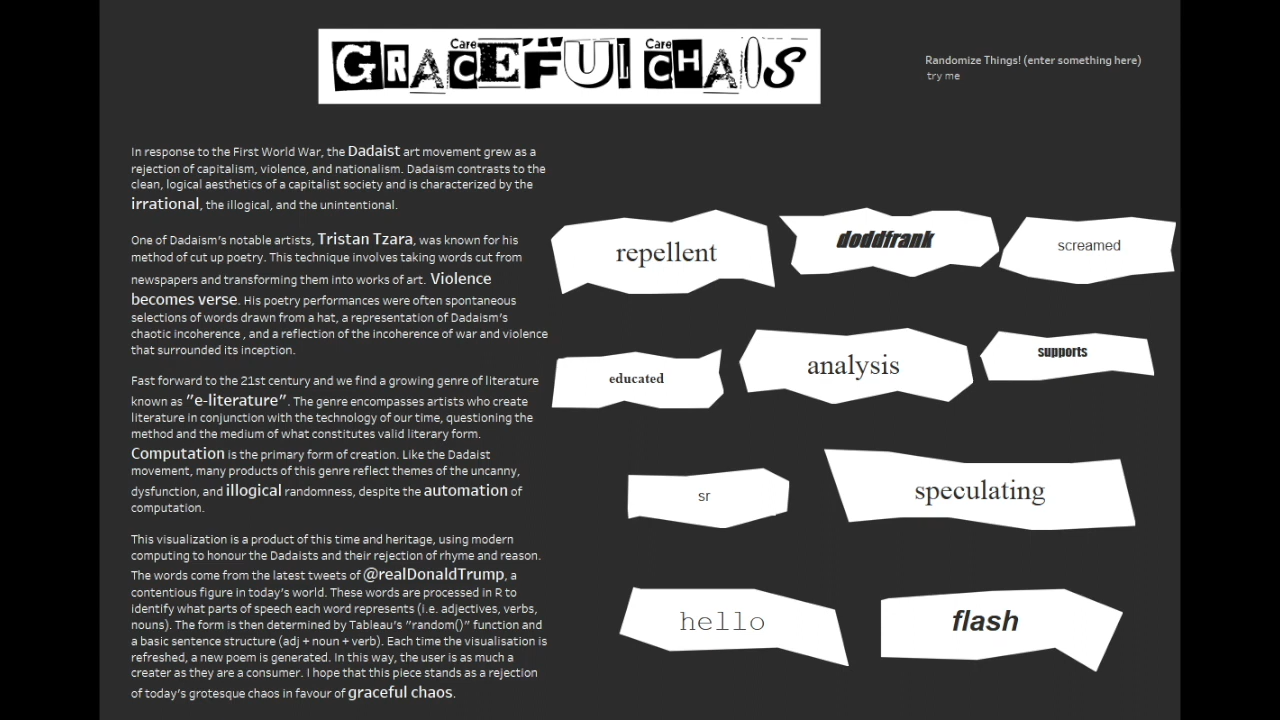 GRACEFUL CHAOS
Care
Care
Randomize Things! (enter something here)
try me
In response to the First World War, the Dadaist art movement grew as a
rejection of capitalism, violence, and nationalism. Dadaism contrasts to the
clean, logical aesthetics of a capitalist society and is characterized by the
irrational, the illogical, and the unintentional.
One of Dadaism's notable artists, Tristan Tzara, was known for his
method of cut up poetry. This technique involves taking words cut from
newspapers and transforming them into works of art. Violence
becomes verse. His poetry performances were often spontaneous
selections of words drawn from a hat, a representation of Dadaism's
chaotic incoherence , and a reflection of the incoherence of war and violence
that surrounded its inception.
Fast forward to the 21st century and we find a growing genre of literature
known as "e-literature". The genre encompasses artists who create
literature in conjunction with the technology of our time, questioning the
method and the medium of what constitutes valid literary form.
Computation is the primary form of creation. Like the Dadaist
movement, many products of this genre reflect themes of the uncanny,
dysfunction, and illogical randomness, despite the automation of
computation.
This visualization is a product of this time and heritage, using modern
computing to honour the Dadaists and their rejection of rhyme and reason.
The words come from the latest tweets of @realDonaldTrump, a
contentious figure in today's world. These words are processed in R to
identify what parts of speech each word represents (i.e. adjectives, verbs,
nouns). The form is then determined by Tableau's "random()" function and
a basic sentence structure (adj + noun + verb). Each time the visualisation is
refreshed, a new poem is generated. In this way, the user is as much a
creater as they are a consumer. I hope that this piece stands as a rejection
of today's grotesque chaos in favour of graceful chaos.
repellent
doddfrank
screamed
educated
analysis
supports
sr
speculating
hello
flash